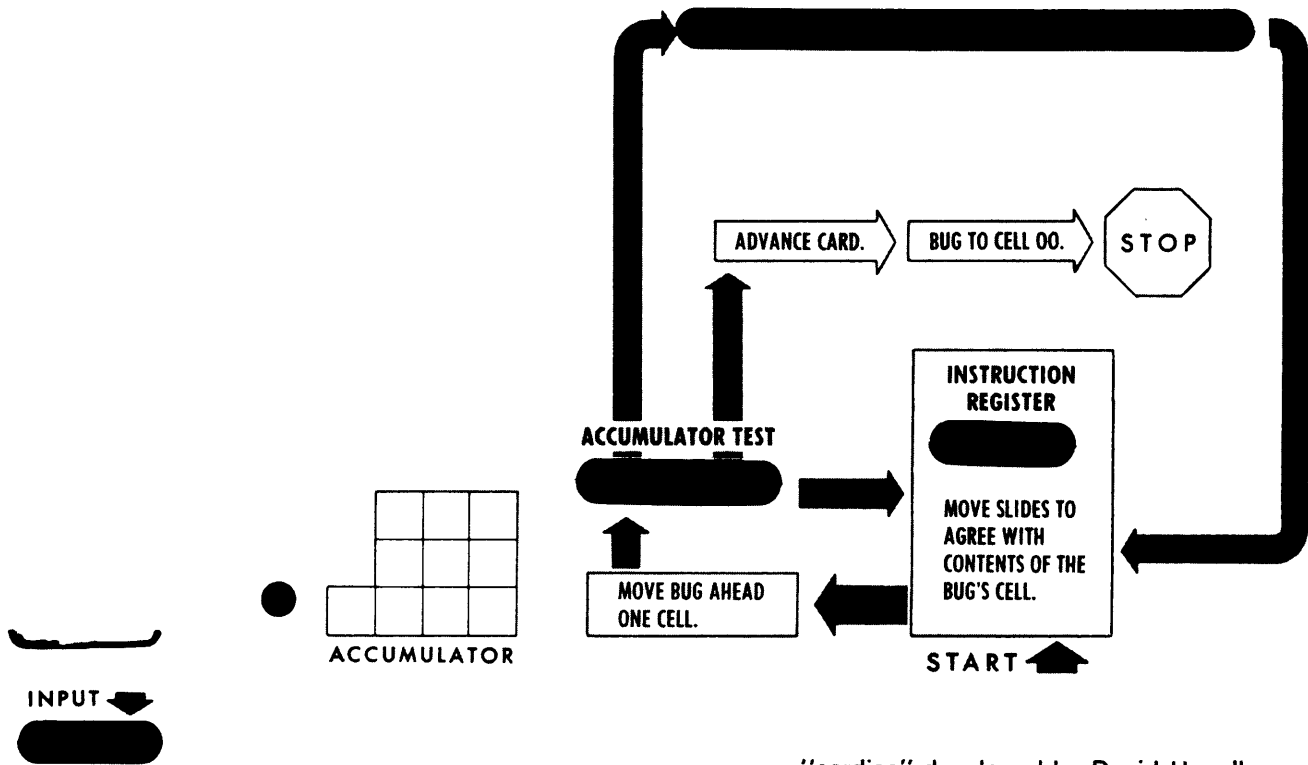 ADVANCE CARD.
BUG TO CELL 00.
STOP
INSTRUCTION
REGISTER
MOVE SLIDES TO
AGREE WITH
CONTENTS OF THE
BUG'S CELL.
ACCUMULATOR TEST
MOVE BUG AHEAD
ONE CELL.
ACCUMULATOR
START
INPUT